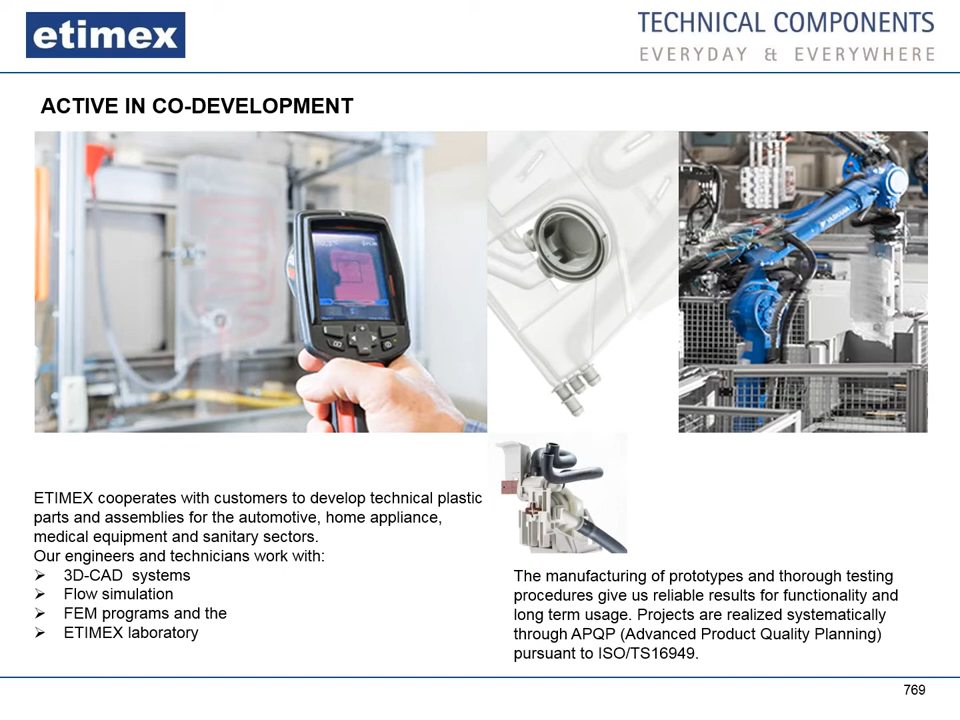 etimex
TECHNICAL COMPONENTS
EVERYDAY & EVERYWHERE
ACTIVE IN CO-DEVELOPMENT
YASKAWA
ETIMEX cooperates with customers to develop technical plastic
parts and assemblies for the automotive, home appliance,
medical equipment and sanitary sectors.
Our engineers and technicians work with:
➢ 3D-CAD systems
➢ Flow simulation
➢ FEM programs and the
➢ ETIMEX laboratory
The manufacturing of prototypes and thorough testing
procedures give us reliable results for functionality and
long term usage. Projects are realized systematically
through APQP (Advanced Product Quality Planning)
pursuant to ISO/TS16949.
769